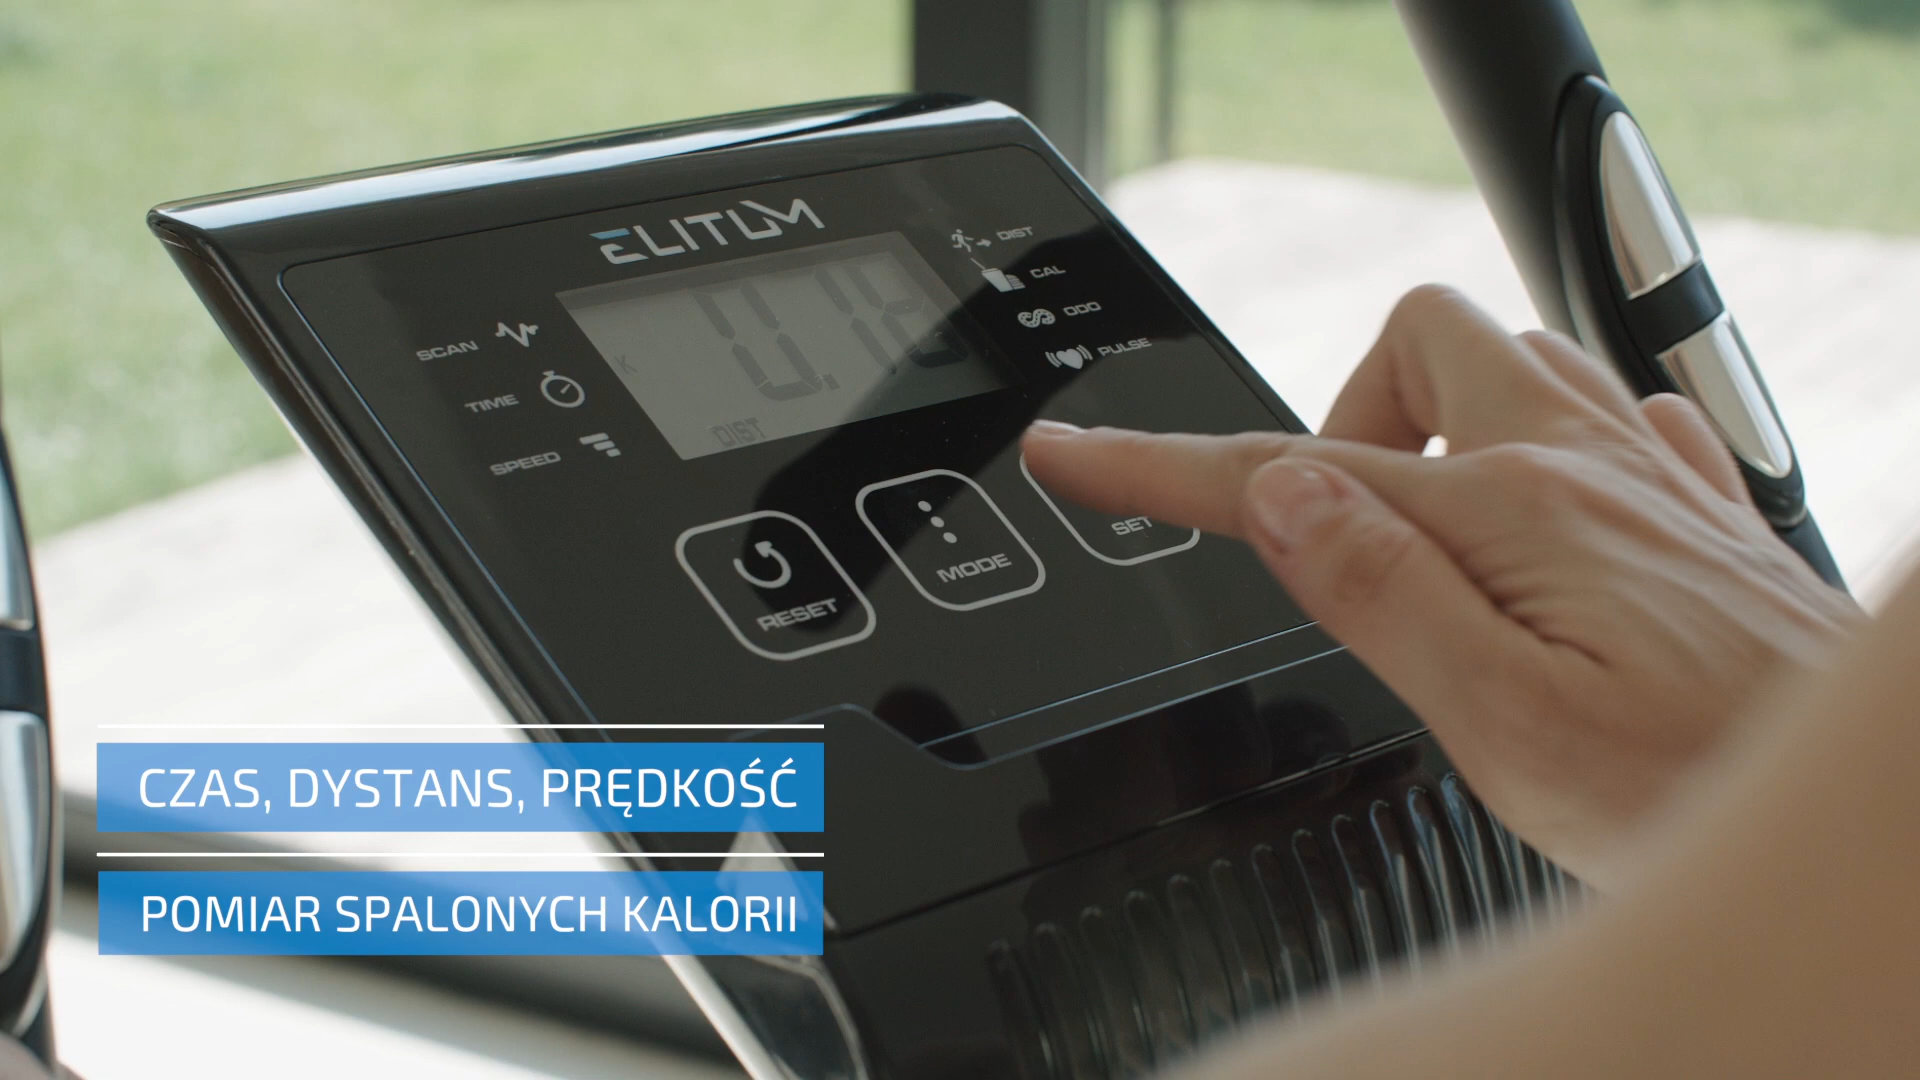 ELITUM
DIST
CAL
ODO
PULSE
SCAN
TIME
SPEED
K
DIST
RESET
MODE
SET
CZAS, DYSTANS, PRĘDKOŚĆ
POMIAR SPALONYCH KALORII